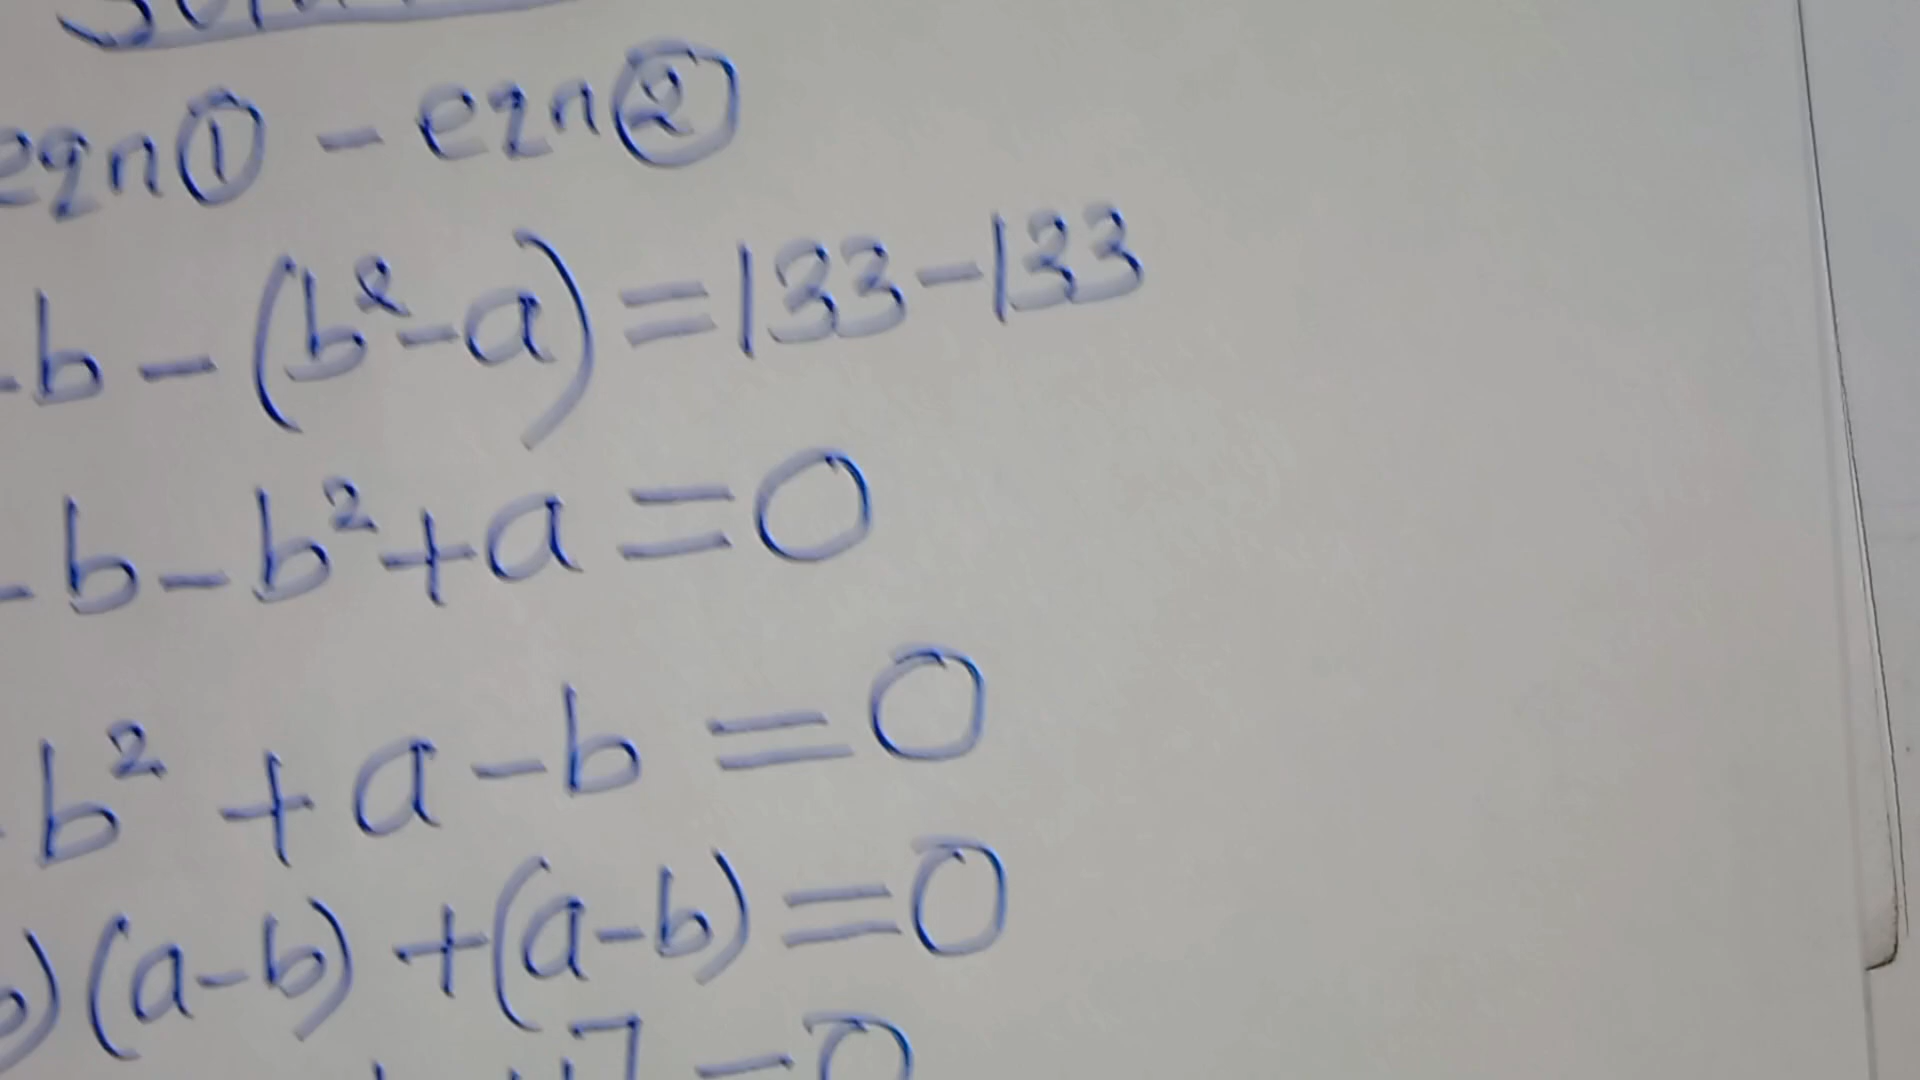 eqn① - eqn②
-b - (b²-a) = 133-133
-b-b²+a=0
b² + a-b = 0
)(a-b) +(a-b)=0